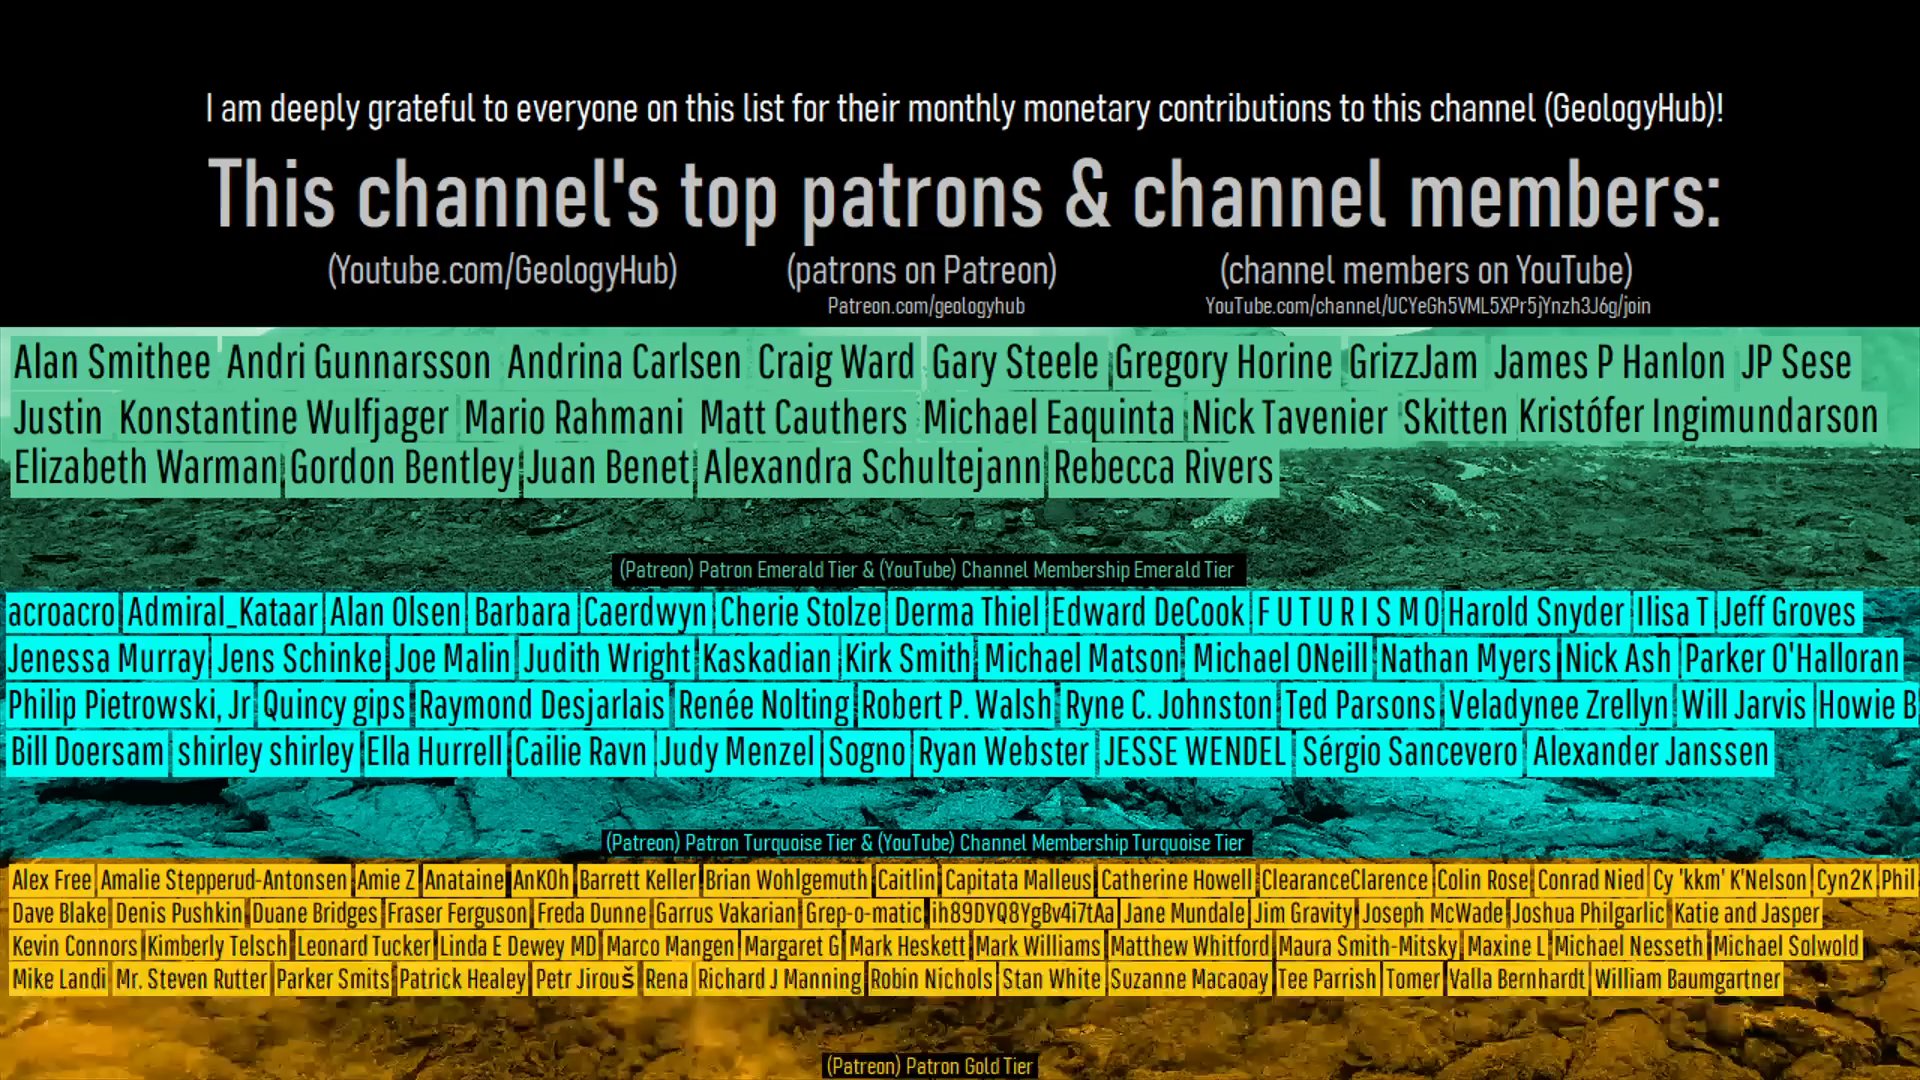 I am deeply grateful to everyone on this list for their monthly monetary contributions to this channel (GeologyHub)!
This channel's top patrons & channel members:
(Youtube.com/GeologyHub) (patrons on Patreon) (channel members on YouTube)
Patreon.com/geologyhub YouTube.com/channel/UCYeGh5VML5XPr5jYnzh3J6g/join
Alan Smithee Andri Gunnarsson Andrina Carlsen Craig Ward Gary Steele Gregory Horine GrizzJam James P Hanlon JP Sese
Justin Konstantine Wulfjager Mario Rahmani Matt Cauthers Michael Eaquinta Nick Tavenier Skitten Kristófer Ingimundarson
Elizabeth Warman Gordon Bentley Juan Benet Alexandra Schultejann Rebecca Rivers
(Patreon) Patron Emerald Tier & (YouTube) Channel Membership Emerald Tier
acroacro Admiral_Kataar Alan Olsen Barbara Caerdwyn Cherie Stolze Derma Thiel Edward DeCook F U T U R I S M O Harold Snyder Ilisa T Jeff Groves
Jenessa Murray Jens Schinke Joe Malin Judith Wright Kaskadian Kirk Smith Michael Matson Michael ONeill Nathan Myers Nick Ash Parker O'Halloran
Philip Pietrowski, Jr Quincy gips Raymond Desjarlais Renée Nolting Robert P. Walsh Ryne C. Johnston Ted Parsons Veladynee Zrellyn Will Jarvis Howie B
Bill Doersam shirley shirley Ella Hurrell Cailie Ravn Judy Menzel Sogno Ryan Webster JESSE WENDEL Sérgio Sancevero Alexander Janssen
(Patreon) Patron Turquoise Tier & (YouTube) Channel Membership Turquoise Tier
Alex Free Amalie Stepperud-Antonsen Amie Z Anataine AnKOh Barrett Keller Brian Wohlgemuth Caitlin Capitata Malleus Catherine Howell ClearanceClarence Colin Rose Conrad Nied Cy 'kkm' K'Nelson Cyn2K Phil
Dave Blake Denis Pushkin Duane Bridges Fraser Ferguson Freda Dunne Garrus Vakarian Grep-o-matic ih89DYQ8YgBv4i7tAa Jane Mundale Jim Gravity Joseph McWade Joshua Philgarlic Katie and Jasper
Kevin Connors Kimberly Telsch Leonard Tucker Linda E Dewey MD Marco Mangen Margaret G Mark Heskett Mark Williams Matthew Whitford Maura Smith-Mitsky Maxine L Michael Nesseth Michael Solwold
Mike Landi Mr. Steven Rutter Parker Smits Patrick Healey Petr Jirouš Rena Richard J Manning Robin Nichols Stan White Suzanne Macaoay Tee Parrish Tomer Valla Bernhardt William Baumgartner
(Patreon) Patron Gold Tier